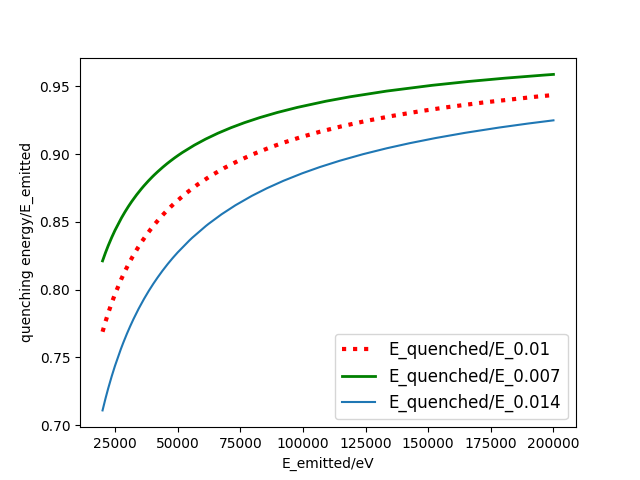 0.95
0.90
0.85
0.80
0.75
0.70
quenching energy/E_emitted
E_quenched/E_0.01
E_quenched/E_0.007
E_quenched/E_0.014
25000 50000 75000 100000 125000 150000 175000 200000
E_emitted/eV